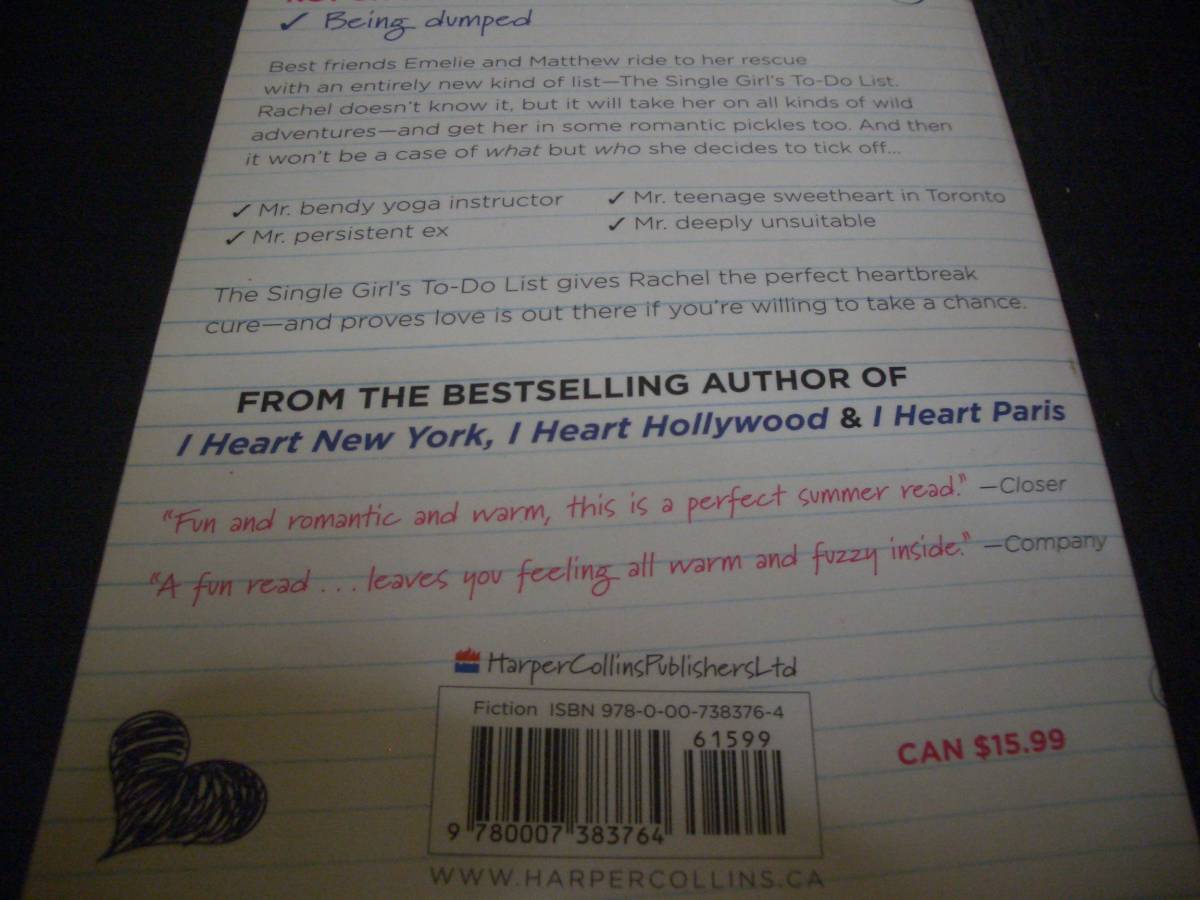 ✓ Being dumped
Best friends Emelie and Matthew ride to her rescue
with an entirely new kind of list—The Single Girl's To-Do List.
Rachel doesn't know it, but it will take her on all kinds of wild
adventures—and get her in some romantic pickles too. And then
it won't be a case of what but who she decides to tick off...
✓ Mr. bendy yoga instructor
✓ Mr. persistent ex
✓ Mr. teenage sweetheart in Toronto
✓ Mr. deeply unsuitable
The Single Girl's To-Do List gives Rachel the perfect heartbreak
cure—and proves love is out there if you're willing to take a chance.
FROM THE BESTSELLING AUTHOR OF
I Heart New York, I Heart Hollywood & I Heart Paris
"Fun and romantic and warm, this is a perfect summer read." —Closer
"A fun read ... leaves you feeling all warm and fuzzy inside." —Company
HarperCollinsPublishersLtd
Fiction ISBN 978-0-00-738376-4
61599
9 780007 383764
CAN $15.99
WWW.HARPERCOLLINS.CA